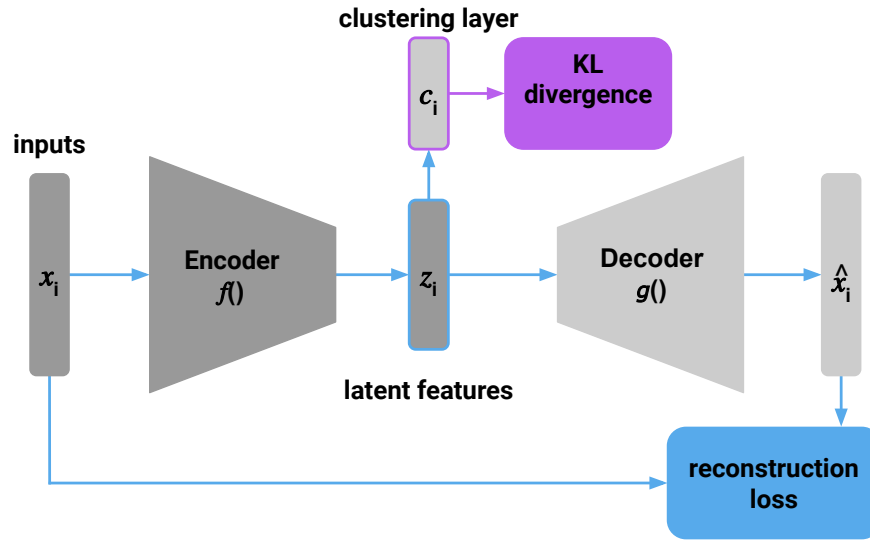 clustering layer
c_i
KL
divergence
inputs
x_i
Encoder
f()
z_i
Decoder
g()
x̂_i
latent features
reconstruction
loss